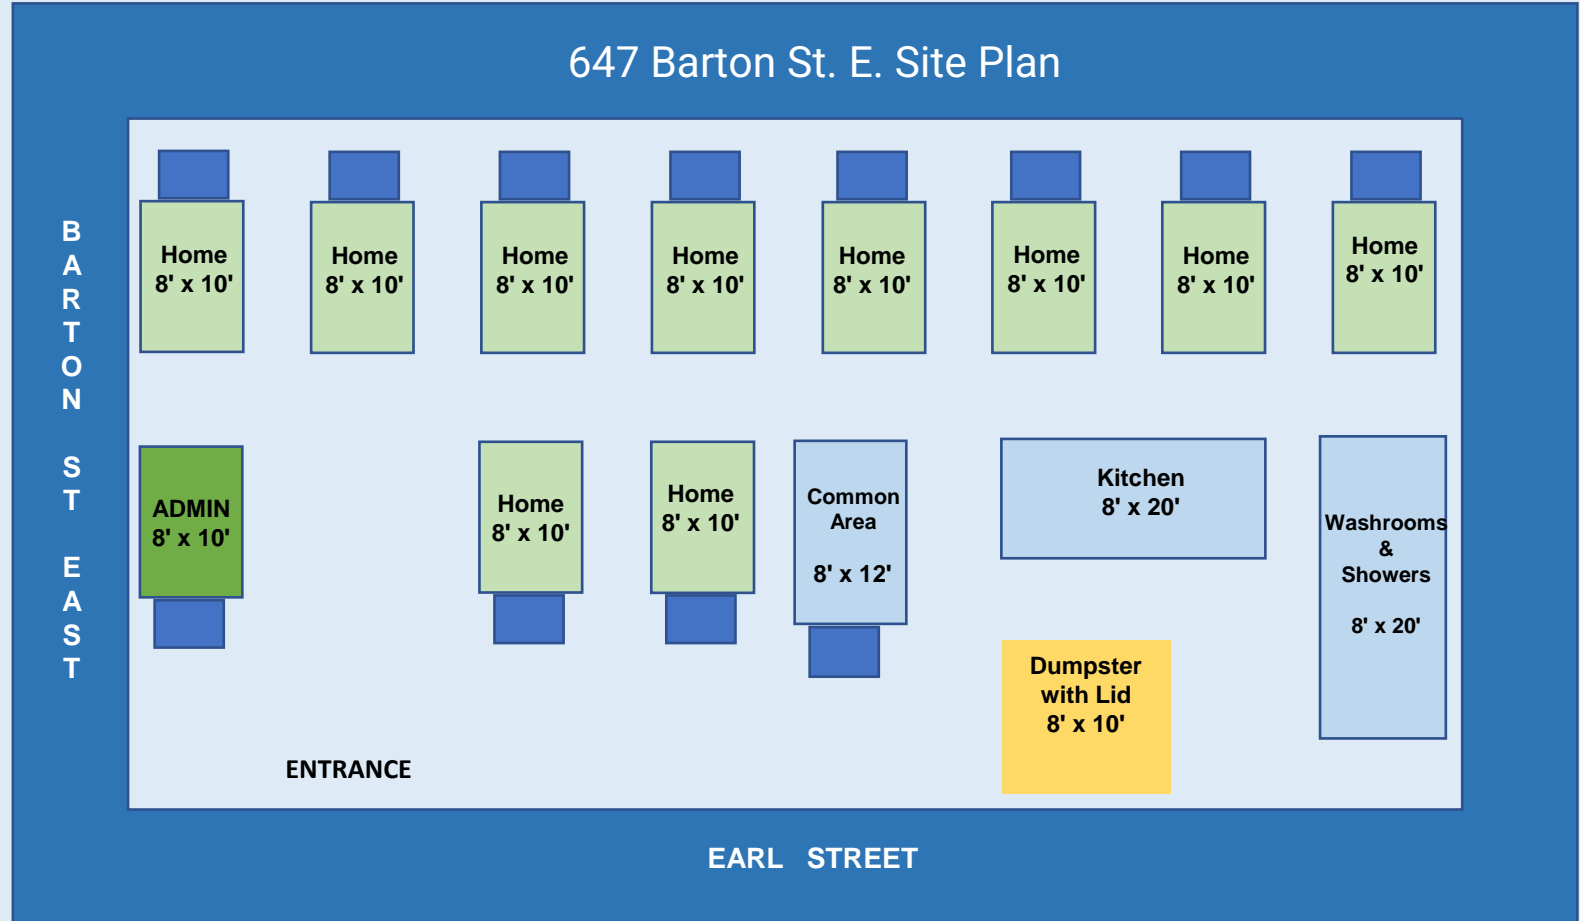 647 Barton St. E. Site Plan
BARTON ST EAST
Home
8' x 10'
Home
8' x 10'
Home
8' x 10'
Home
8' x 10'
Home
8' x 10'
Home
8' x 10'
Home
8' x 10'
Home
8' x 10'
ADMIN
8' x 10'
Home
8' x 10'
Home
8' x 10'
Common
Area
8' x 12'
Kitchen
8' x 20'
Washrooms
&
Showers
8' x 20'
Dumpster
with Lid
8' x 10'
ENTRANCE
EARL STREET